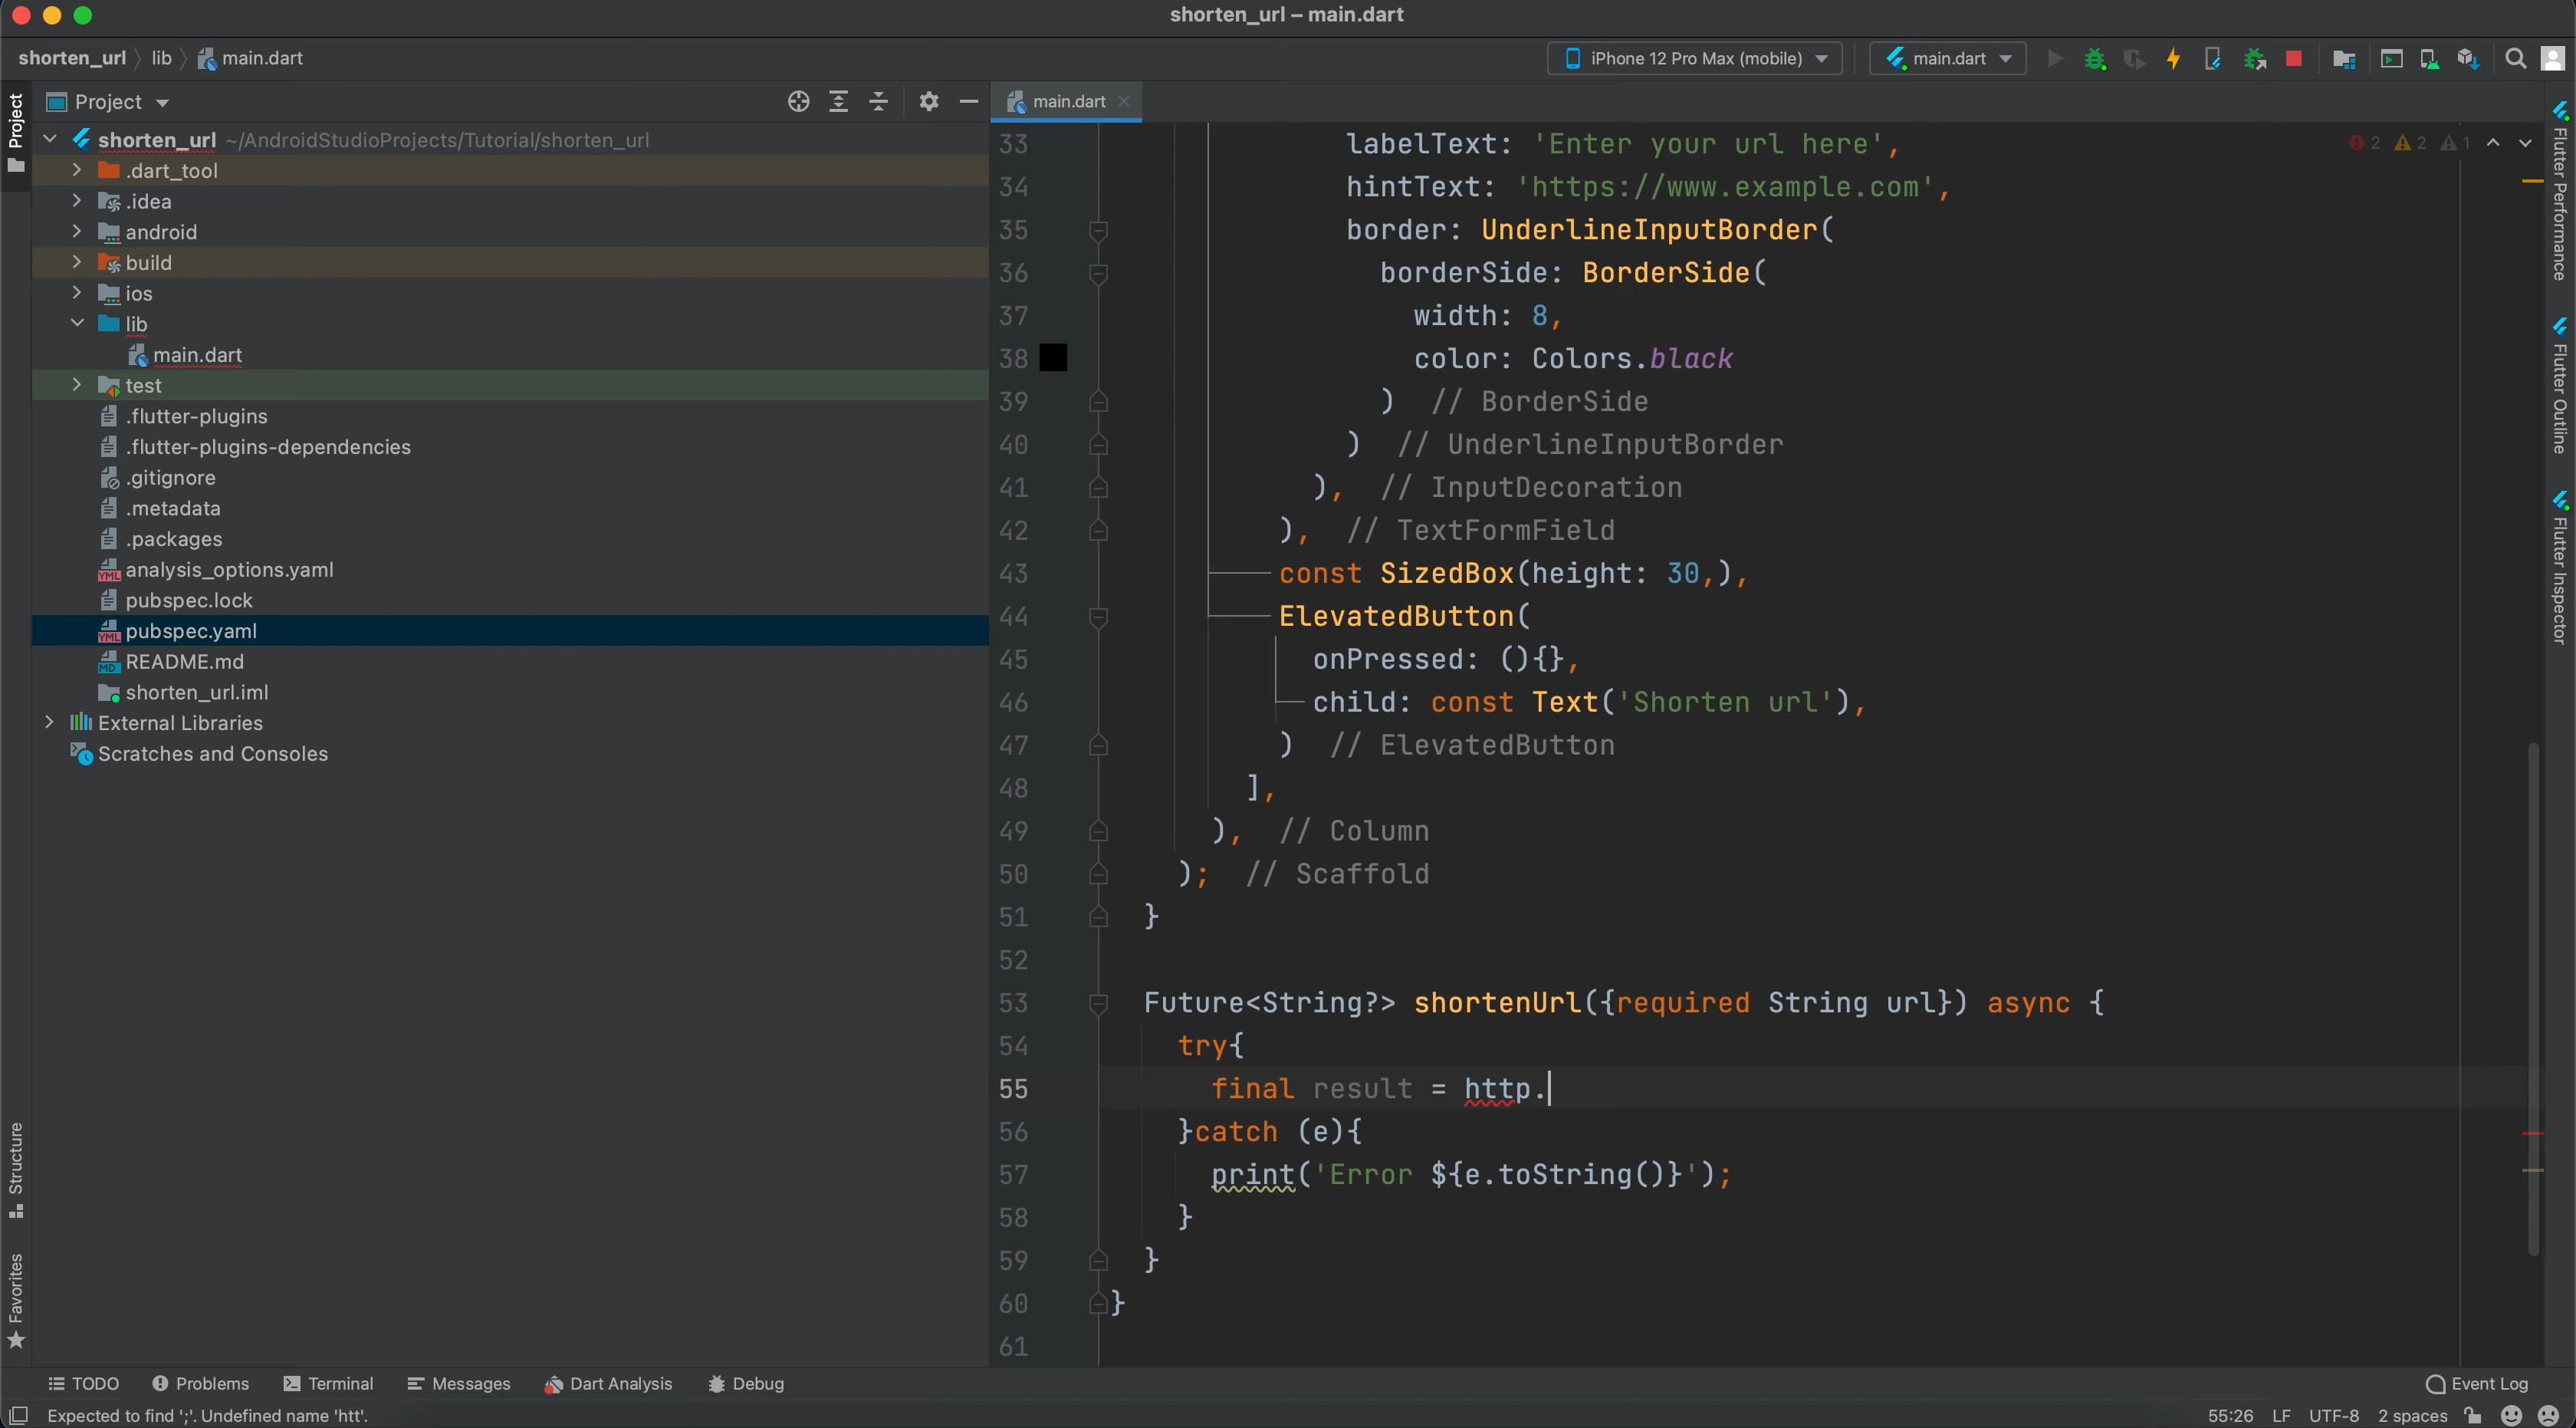 shorten_url – main.dart
shorten_url lib main.dart
iPhone 12 Pro Max (mobile) main.dart
Project
Project
main.dart
shorten_url ~/AndroidStudioProjects/Tutorial/shorten_url
.dart_tool
.idea
android
build
ios
lib
main.dart
test
.flutter-plugins
.flutter-plugins-dependencies
.gitignore
.metadata
.packages
analysis_options.yaml
pubspec.lock
pubspec.yaml
README.md
shorten_url.iml
External Libraries
Scratches and Consoles
33 labelText: 'Enter your url here',
2 2 1
34 hintText: 'https://www.example.com',
35 border: UnderlineInputBorder(
36 borderSide: BorderSide(
37 width: 8,
38 color: Colors.black
39 ) // BorderSide
40 ) // UnderlineInputBorder
41 ), // InputDecoration
42 ), // TextFormField
43 const SizedBox(height: 30,),
44 ElevatedButton(
45 onPressed: (){},
46 child: const Text('Shorten url'),
47 ) // ElevatedButton
48 ],
49 ), // Column
50 ); // Scaffold
51 }
52
53 Future<String?> shortenUrl({required String url}) async {
54 try{
55 final result = http.
56 }catch (e){
57 print('Error ${e.toString()}');
58 }
59 }
60 }
61
Flutter Performance
Flutter Outline
Flutter Inspector
Structure
Favorites
TODO Problems Terminal Messages Dart Analysis Debug Event Log
Expected to find ';'. Undefined name 'htt'. 55:26 LF UTF-8 2 spaces